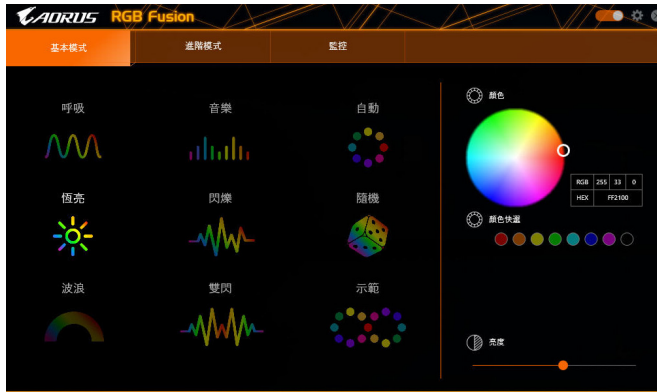 AORUS RGB Fusion
基本模式 進階模式 監控
呼吸 音樂 自動
恆亮 閃爍 隨機
波浪 雙閃 示範
顏色
RGB 255 33 0
HEX FF2100
顏色快選
亮度